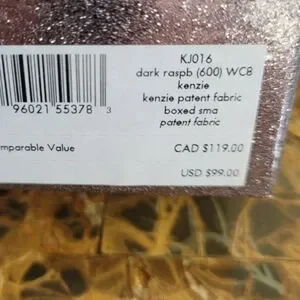 KJ016
dark raspb (600) WC8
kenzie
kenzie patent fabric
boxed sma
patent fabric
96021 55378 3
mparable Value
CAD $119.00
USD $99.00